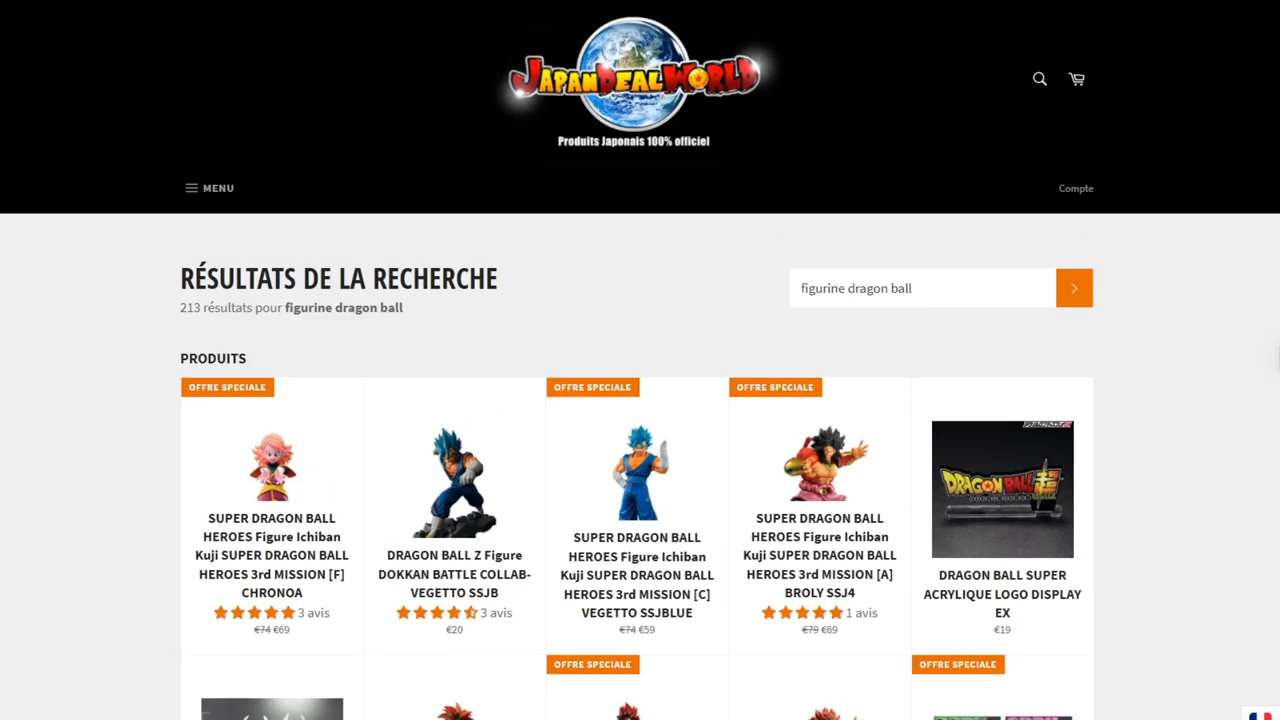 JAPANDEALWORLD
Produits Japonais 100% officiel
MENU
Compte
RÉSULTATS DE LA RECHERCHE
213 résultats pour figurine dragon ball
figurine dragon ball
PRODUITS
OFFRE SPECIALE
SUPER DRAGON BALL
HEROES Figure Ichiban
Kuji SUPER DRAGON BALL
HEROES 3rd MISSION [F]
CHRONOA
3 avis
€74 €69
DRAGON BALL Z Figure
DOKKAN BATTLE COLLAB-
VEGETTO SSJB
3 avis
€20
OFFRE SPECIALE
SUPER DRAGON BALL
HEROES Figure Ichiban
Kuji SUPER DRAGON BALL
HEROES 3rd MISSION [C]
VEGETTO SSJBLUE
€74 €59
OFFRE SPECIALE
SUPER DRAGON BALL
HEROES Figure Ichiban
Kuji SUPER DRAGON BALL
HEROES 3rd MISSION [A]
BROLY SSJ4
1 avis
€79 €69
DRAGON BALL
DRAGON BALL SUPER
ACRYLIQUE LOGO DISPLAY
EX
€19
OFFRE SPECIALE
OFFRE SPECIALE